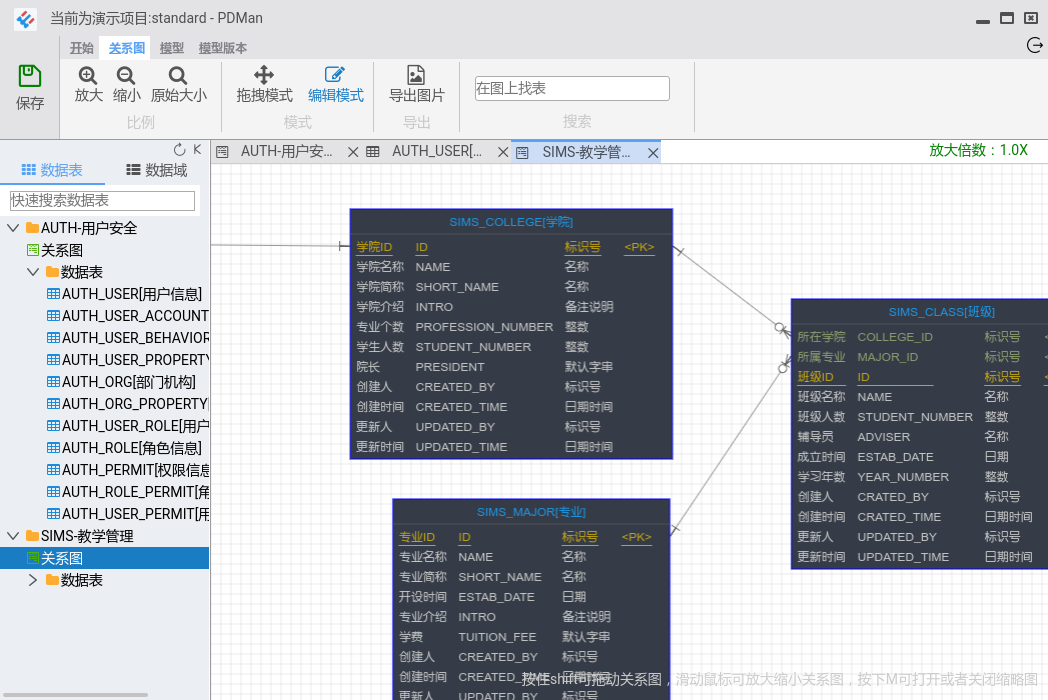 当前为演示项目:standard - PDMan
开始 关系图 模型 模型版本
保存
放大 缩小 原始大小
比例
拖拽模式 编辑模式
模式
导出图片
导出
在图上找表
搜索
数据表 数据域
快速搜索数据表
AUTH-用户安全
关系图
数据表
AUTH_USER[用户信息]
AUTH_USER_ACCOUNT
AUTH_USER_BEHAVIOR
AUTH_USER_PROPERTY
AUTH_ORG[部门机构]
AUTH_ORG_PROPERTY
AUTH_USER_ROLE[用户
AUTH_ROLE[角色信息]
AUTH_PERMIT[权限信息
AUTH_ROLE_PERMIT[角
AUTH_USER_PERMIT[用
SIMS-教学管理
关系图
数据表
AUTH-用户安... AUTH_USER[... SIMS-教学管...
放大倍数：1.0X
SIMS_COLLEGE[学院]
学院ID ID 标识号 <PK>
学院名称 NAME 名称
学院简称 SHORT_NAME 名称
学院介绍 INTRO 备注说明
专业个数 PROFESSION_NUMBER 整数
学生人数 STUDENT_NUMBER 整数
院长 PRESIDENT 默认字串
创建人 CREATED_BY 标识号
创建时间 CREATED_TIME 日期时间
更新人 UPDATED_BY 标识号
更新时间 UPDATED_TIME 日期时间
SIMS_CLASS[班级]
所在学院 COLLEGE_ID 标识号
所属专业 MAJOR_ID 标识号
班级ID ID 标识号
班级名称 NAME 名称
班级人数 STUDENT_NUMBER 整数
辅导员 ADVISER 名称
成立时间 ESTAB_DATE 日期
学习年数 YEAR_NUMBER 整数
创建人 CRATED_BY 标识号
创建时间 CRATED_TIME 日期时间
更新人 UPDATED_BY 标识号
更新时间 UPDATED_TIME 日期时间
SIMS_MAJOR[专业]
专业ID ID 标识号 <PK>
专业名称 NAME 名称
专业简称 SHORT_NAME 名称
开设时间 ESTAB_DATE 日期
专业介绍 INTRO 备注说明
学费 TUITION_FEE 默认字串
创建人 CREATED_BY 标识号
创建时间 CREATED_TIME 日期时间
更新人 UPDATED_BY 标识号
按住shift可拖动关系图，滑动鼠标可放大缩小关系图，按下M可打开或者关闭缩略图